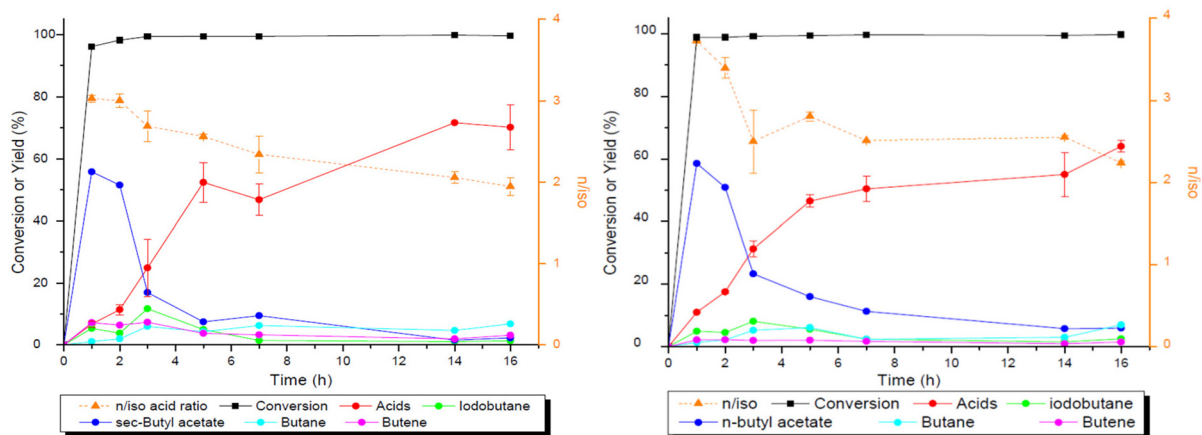 Conversion or Yield (%)
100
80
60
40
20
0
4
3
2
1
0
n/iso
0 2 4 6 8 10 12 14 16
Time (h)
n/iso acid ratio Conversion Acids Iodobutane
sec-Butyl acetate Butane Butene
Conversion or Yield (%)
100
80
60
40
20
0
4
3
2
1
0
n/iso
0 2 4 6 8 10 12 14 16
Time (h)
n/iso Conversion Acids iodobutane
n-butyl acetate Butane Butene